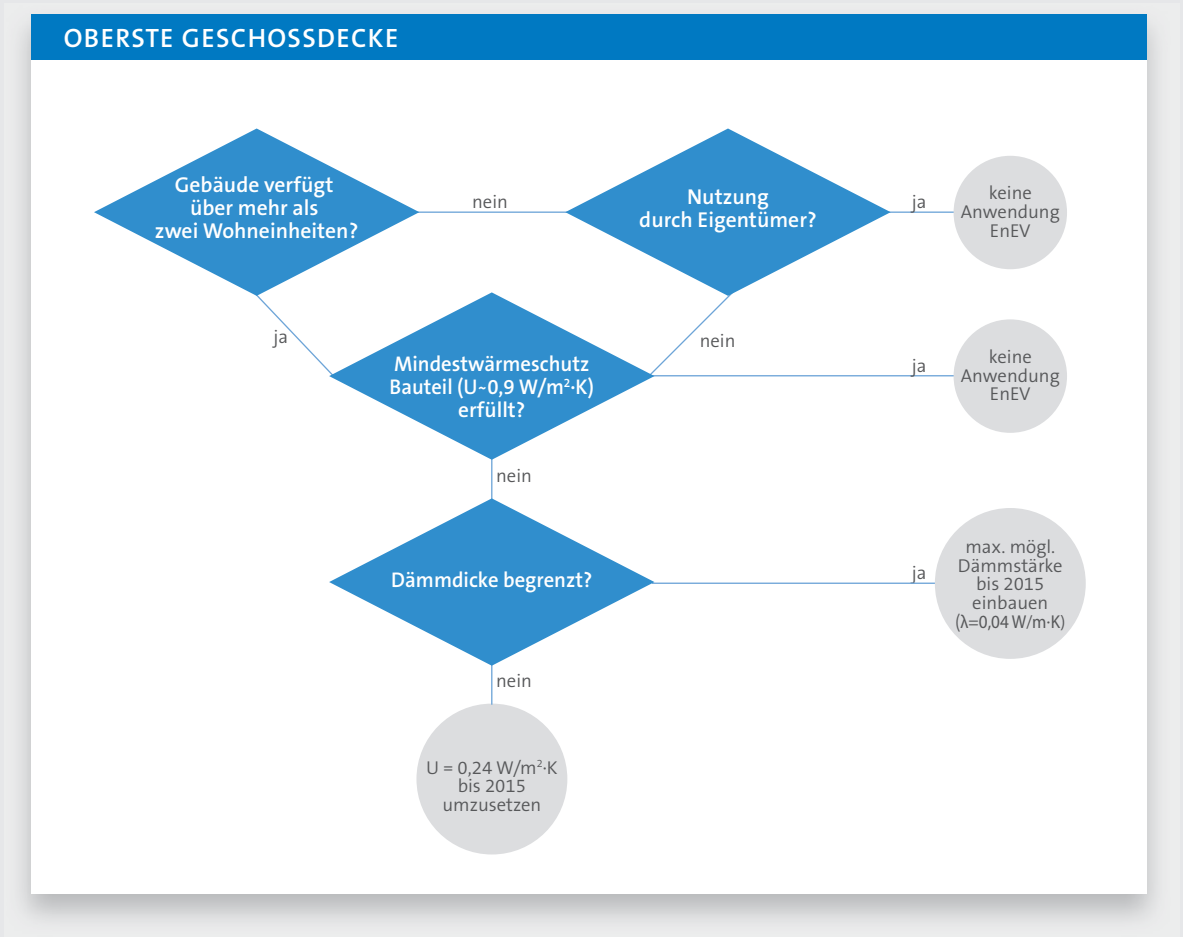 OBERSTE GESCHOSSDECKE
Gebäude verfügt
über mehr als
zwei Wohneinheiten?
nein
Nutzung
durch Eigentümer?
ja
keine
Anwendung
EnEV
ja
nein
Mindestwärmeschutz
Bauteil (U~0,9 W/m²·K)
erfüllt?
ja
keine
Anwendung
EnEV
nein
Dämmdicke begrenzt?
ja
max. mögl.
Dämmstärke
bis 2015
einbauen
(λ=0,04 W/m·K)
nein
U = 0,24 W/m²·K
bis 2015
umzusetzen